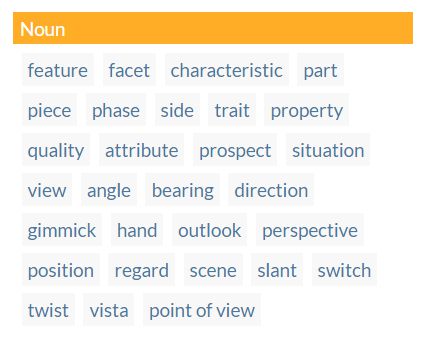 Noun
feature facet characteristic part
piece phase side trait property
quality attribute prospect situation
view angle bearing direction
gimmick hand outlook perspective
position regard scene slant switch
twist vista point of view